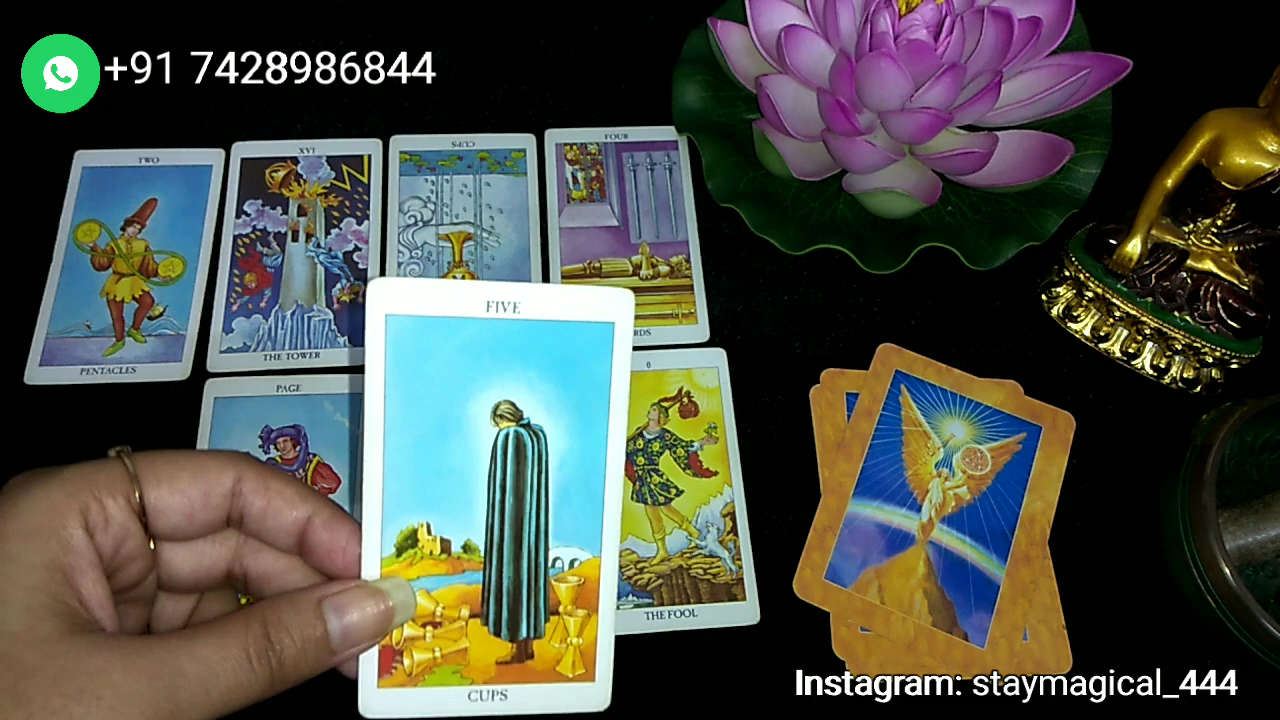 +91 7428986844
TWO
XVI
CUPS
FOUR
PENTACLES
THE TOWER
RDS
PAGE
0
FIVE
THE FOOL
CUPS
Instagram: staymagical_444